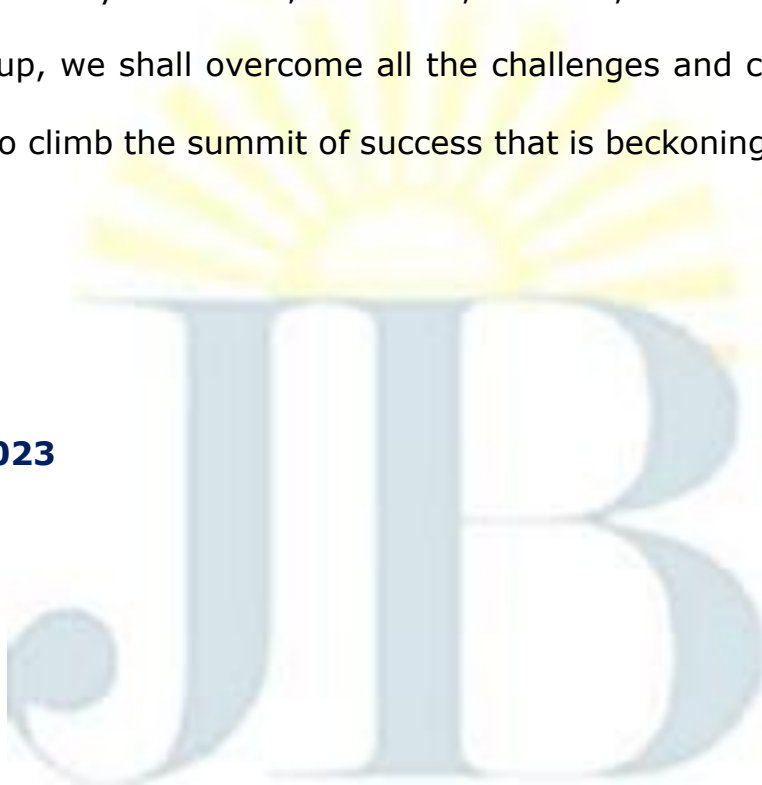 up, we shall overcome all the challenges and c
o climb the summit of success that is beckoning
023
JB